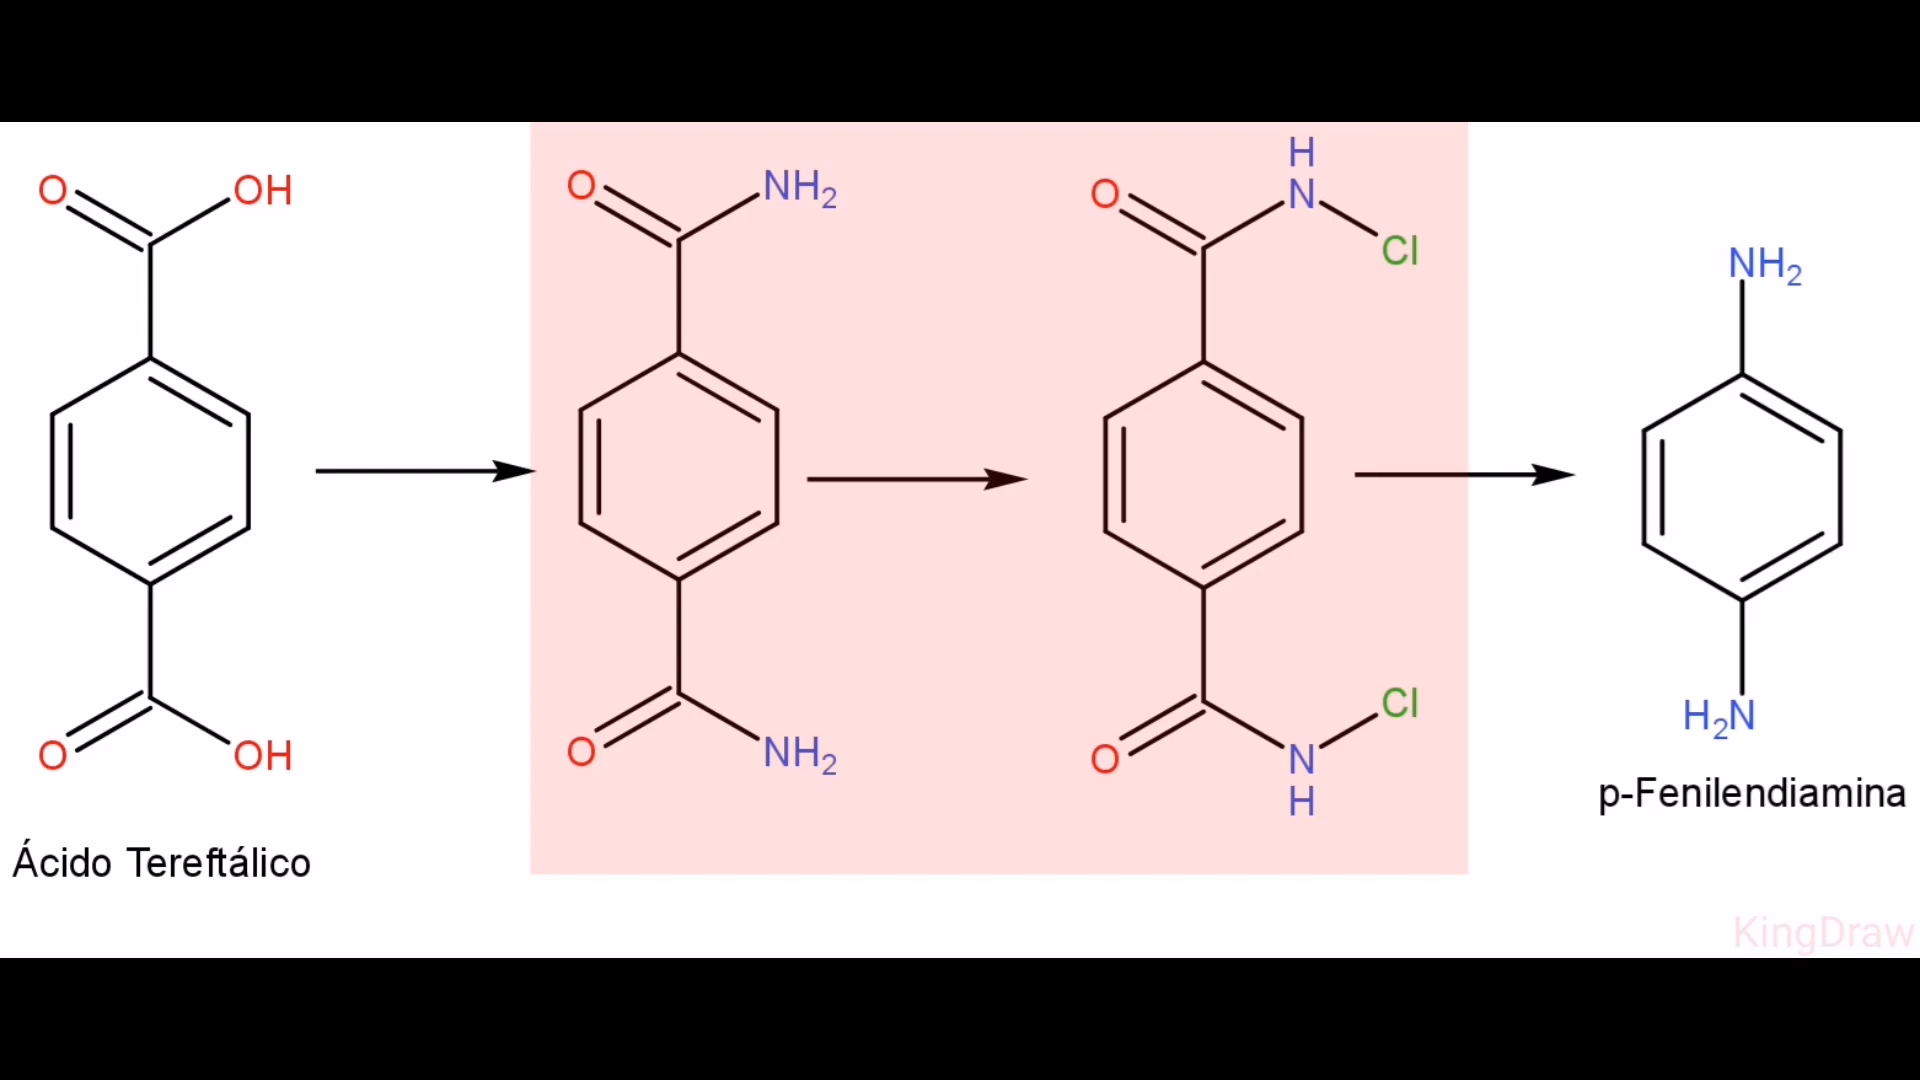 O
OH
O
OH
Ácido Tereftálico
O
NH2
O
NH2
H
O
N
Cl
Cl
O
N
H
NH2
H2N
p-Fenilendiamina
KingDraw